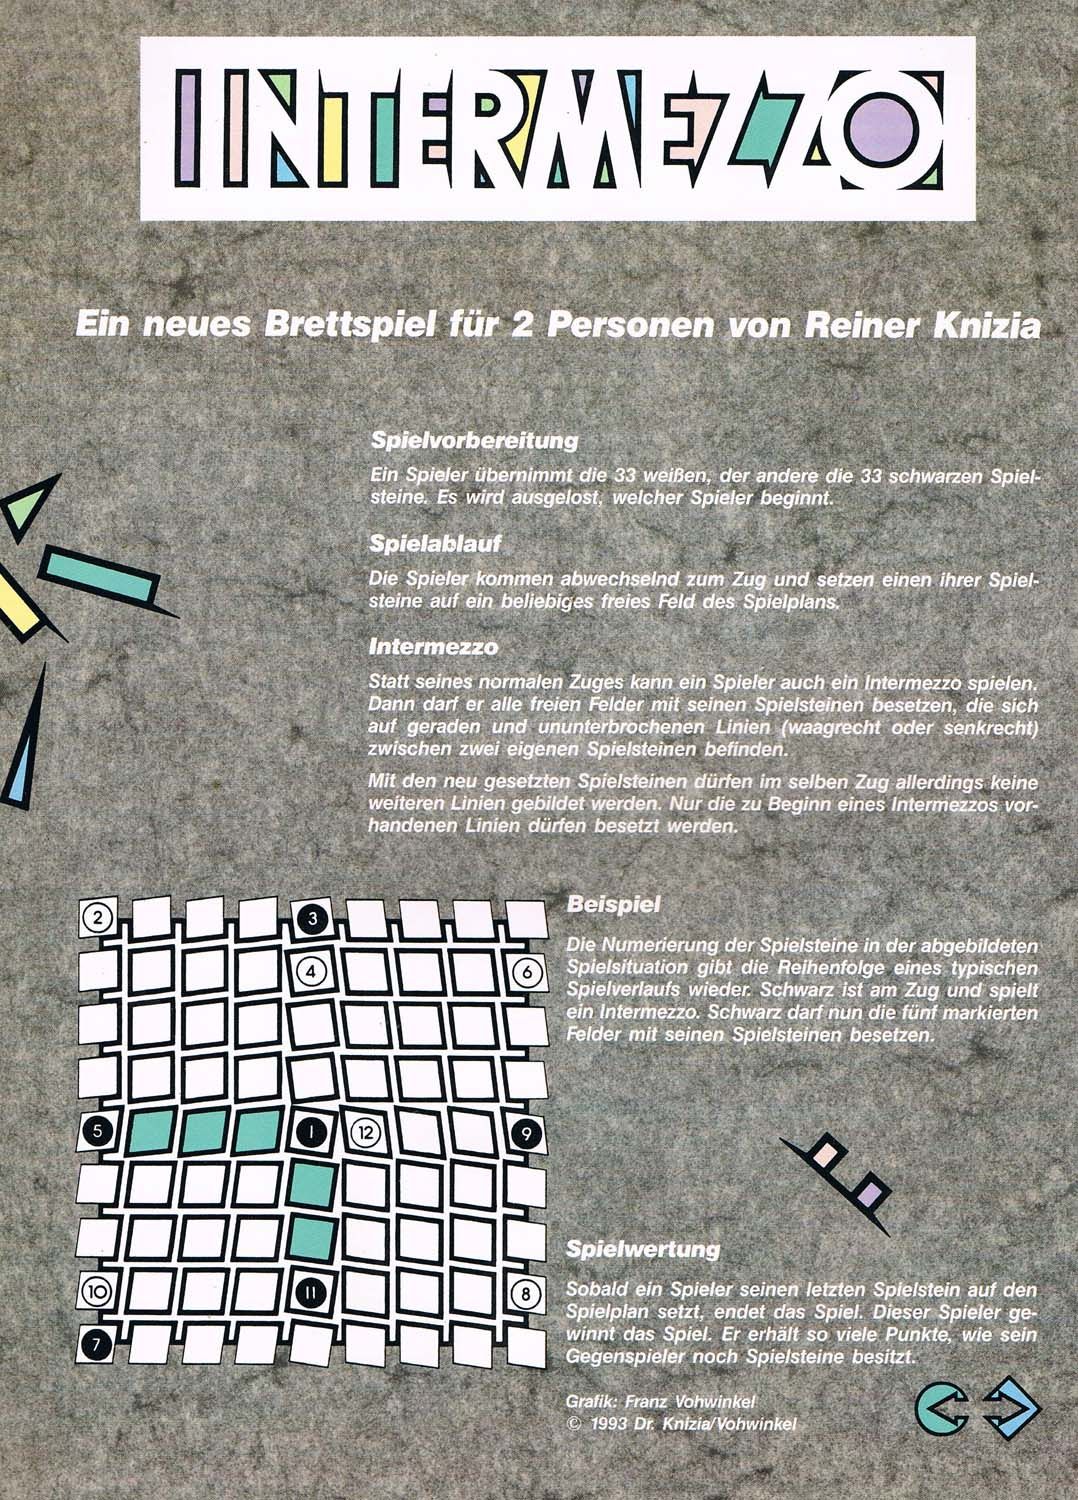 INTERMEZZO
Ein neues Brettspiel für 2 Personen von Reiner Knizia
Spielvorbereitung
Ein Spieler übernimmt die 33 weißen, der andere die 33 schwarzen Spiel-
steine. Es wird ausgelost, welcher Spieler beginnt.
Spielablauf
Die Spieler kommen abwechselnd zum Zug und setzen einen ihrer Spiel-
steine auf ein beliebiges freies Feld des Spielplans.
Intermezzo
Statt seines normalen Zuges kann ein Spieler auch ein Intermezzo spielen.
Dann darf er alle freien Felder mit seinen Spielsteinen besetzen, die sich
auf geraden und ununterbrochenen Linien (waagrecht oder senkrecht)
zwischen zwei eigenen Spielsteinen befinden.
Mit den neu gesetzten Spielsteinen dürfen im selben Zug allerdings keine
weiteren Linien gebildet werden. Nur die zu Beginn eines Intermezzos vor-
handenen Linien dürfen besetzt werden.
2 3
4 6
5 1 12 9
10 11 8
7
Beispiel
Die Numerierung der Spielsteine in der abgebildeten
Spielsituation gibt die Reihenfolge eines typischen
Spielverlaufs wieder. Schwarz ist am Zug und spielt
ein Intermezzo. Schwarz darf nun die fünf markierten
Felder mit seinen Spielsteinen besetzen.
Spielwertung
Sobald ein Spieler seinen letzten Spielstein auf den
Spielplan setzt, endet das Spiel. Dieser Spieler ge-
winnt das Spiel. Er erhält so viele Punkte, wie sein
Gegenspieler noch Spielsteine besitzt.
Grafik: Franz Vohwinkel
© 1993 Dr. Knizia/Vohwinkel